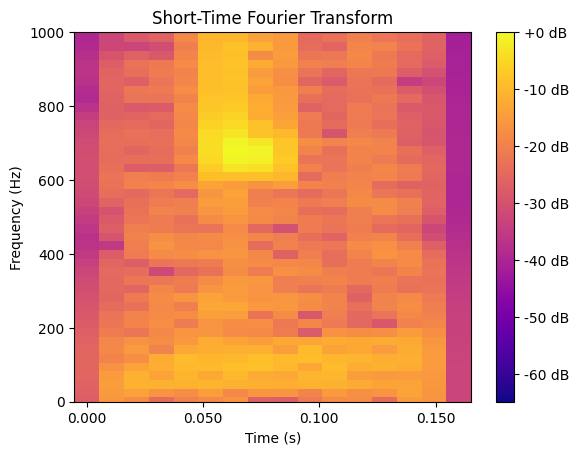 Short-Time Fourier Transform
Frequency (Hz)
1000
800
600
400
200
0
0.000
0.050
0.100
0.150
Time (s)
+0 dB
-10 dB
-20 dB
-30 dB
-40 dB
-50 dB
-60 dB